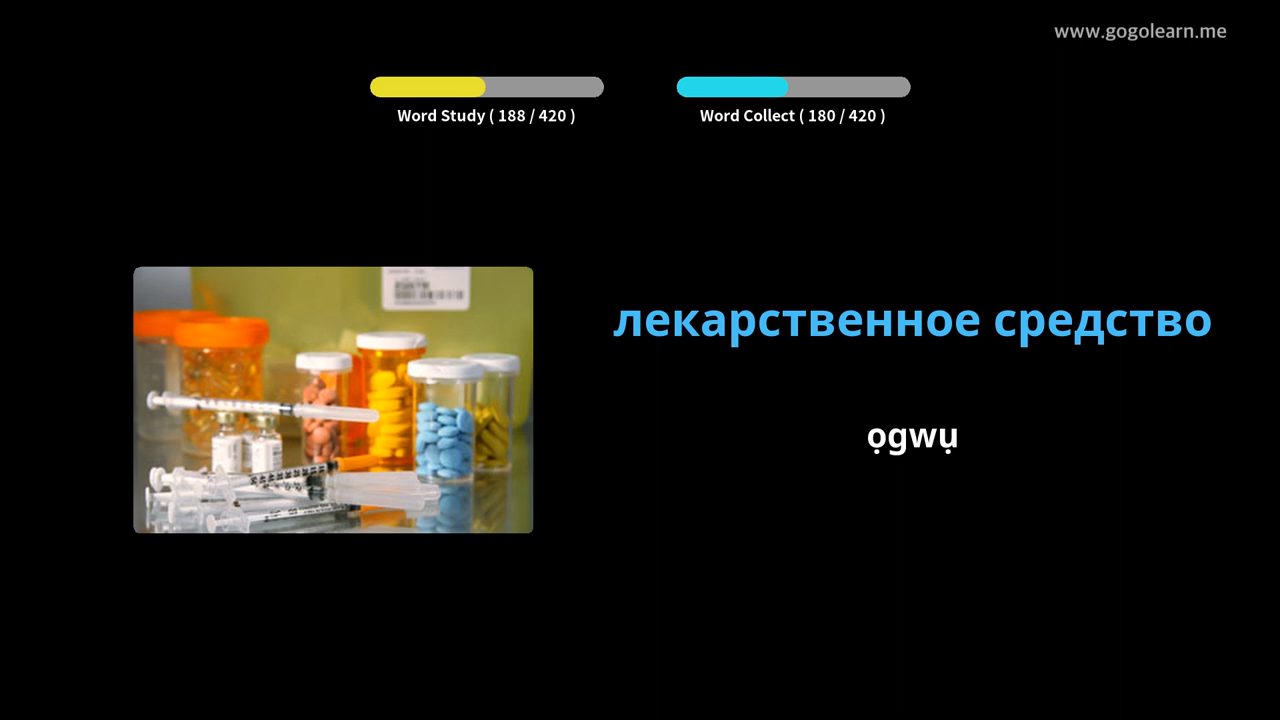 www.gogolearn.me
Word Study ( 188 / 420 )
Word Collect ( 180 / 420 )
лекарственное средство
ọgwụ